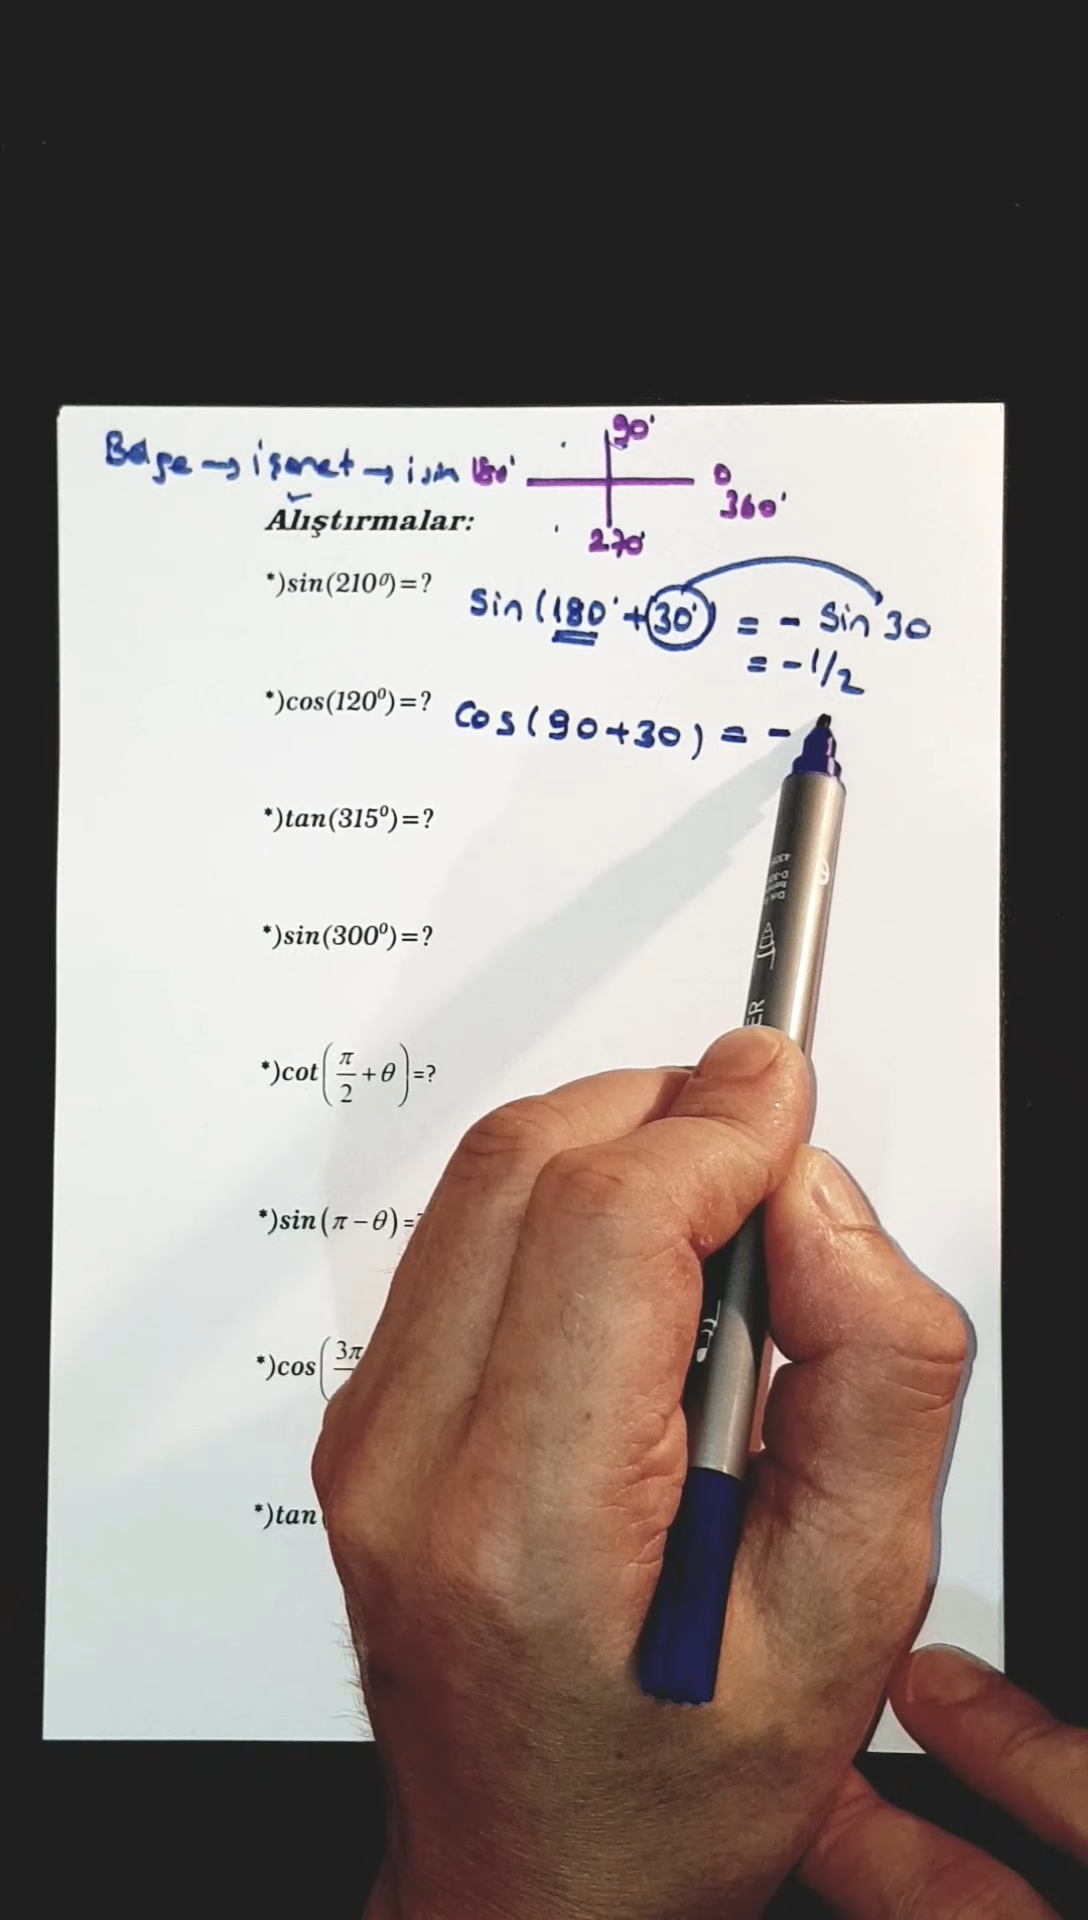 Bölge → işaret → isim 180° 90° 0 360° 270°
Alıştırmalar:
*)sin(210⁰)=? sin(180°+30°) = - sin 30
= -1/2
*)cos(120⁰)=? cos(90+30) = -
*)tan(315⁰)=?
*)sin(300⁰)=?
*)cot(π/2+θ)=?
*)sin(π-θ)=?
*)cos(3π
*)tan(